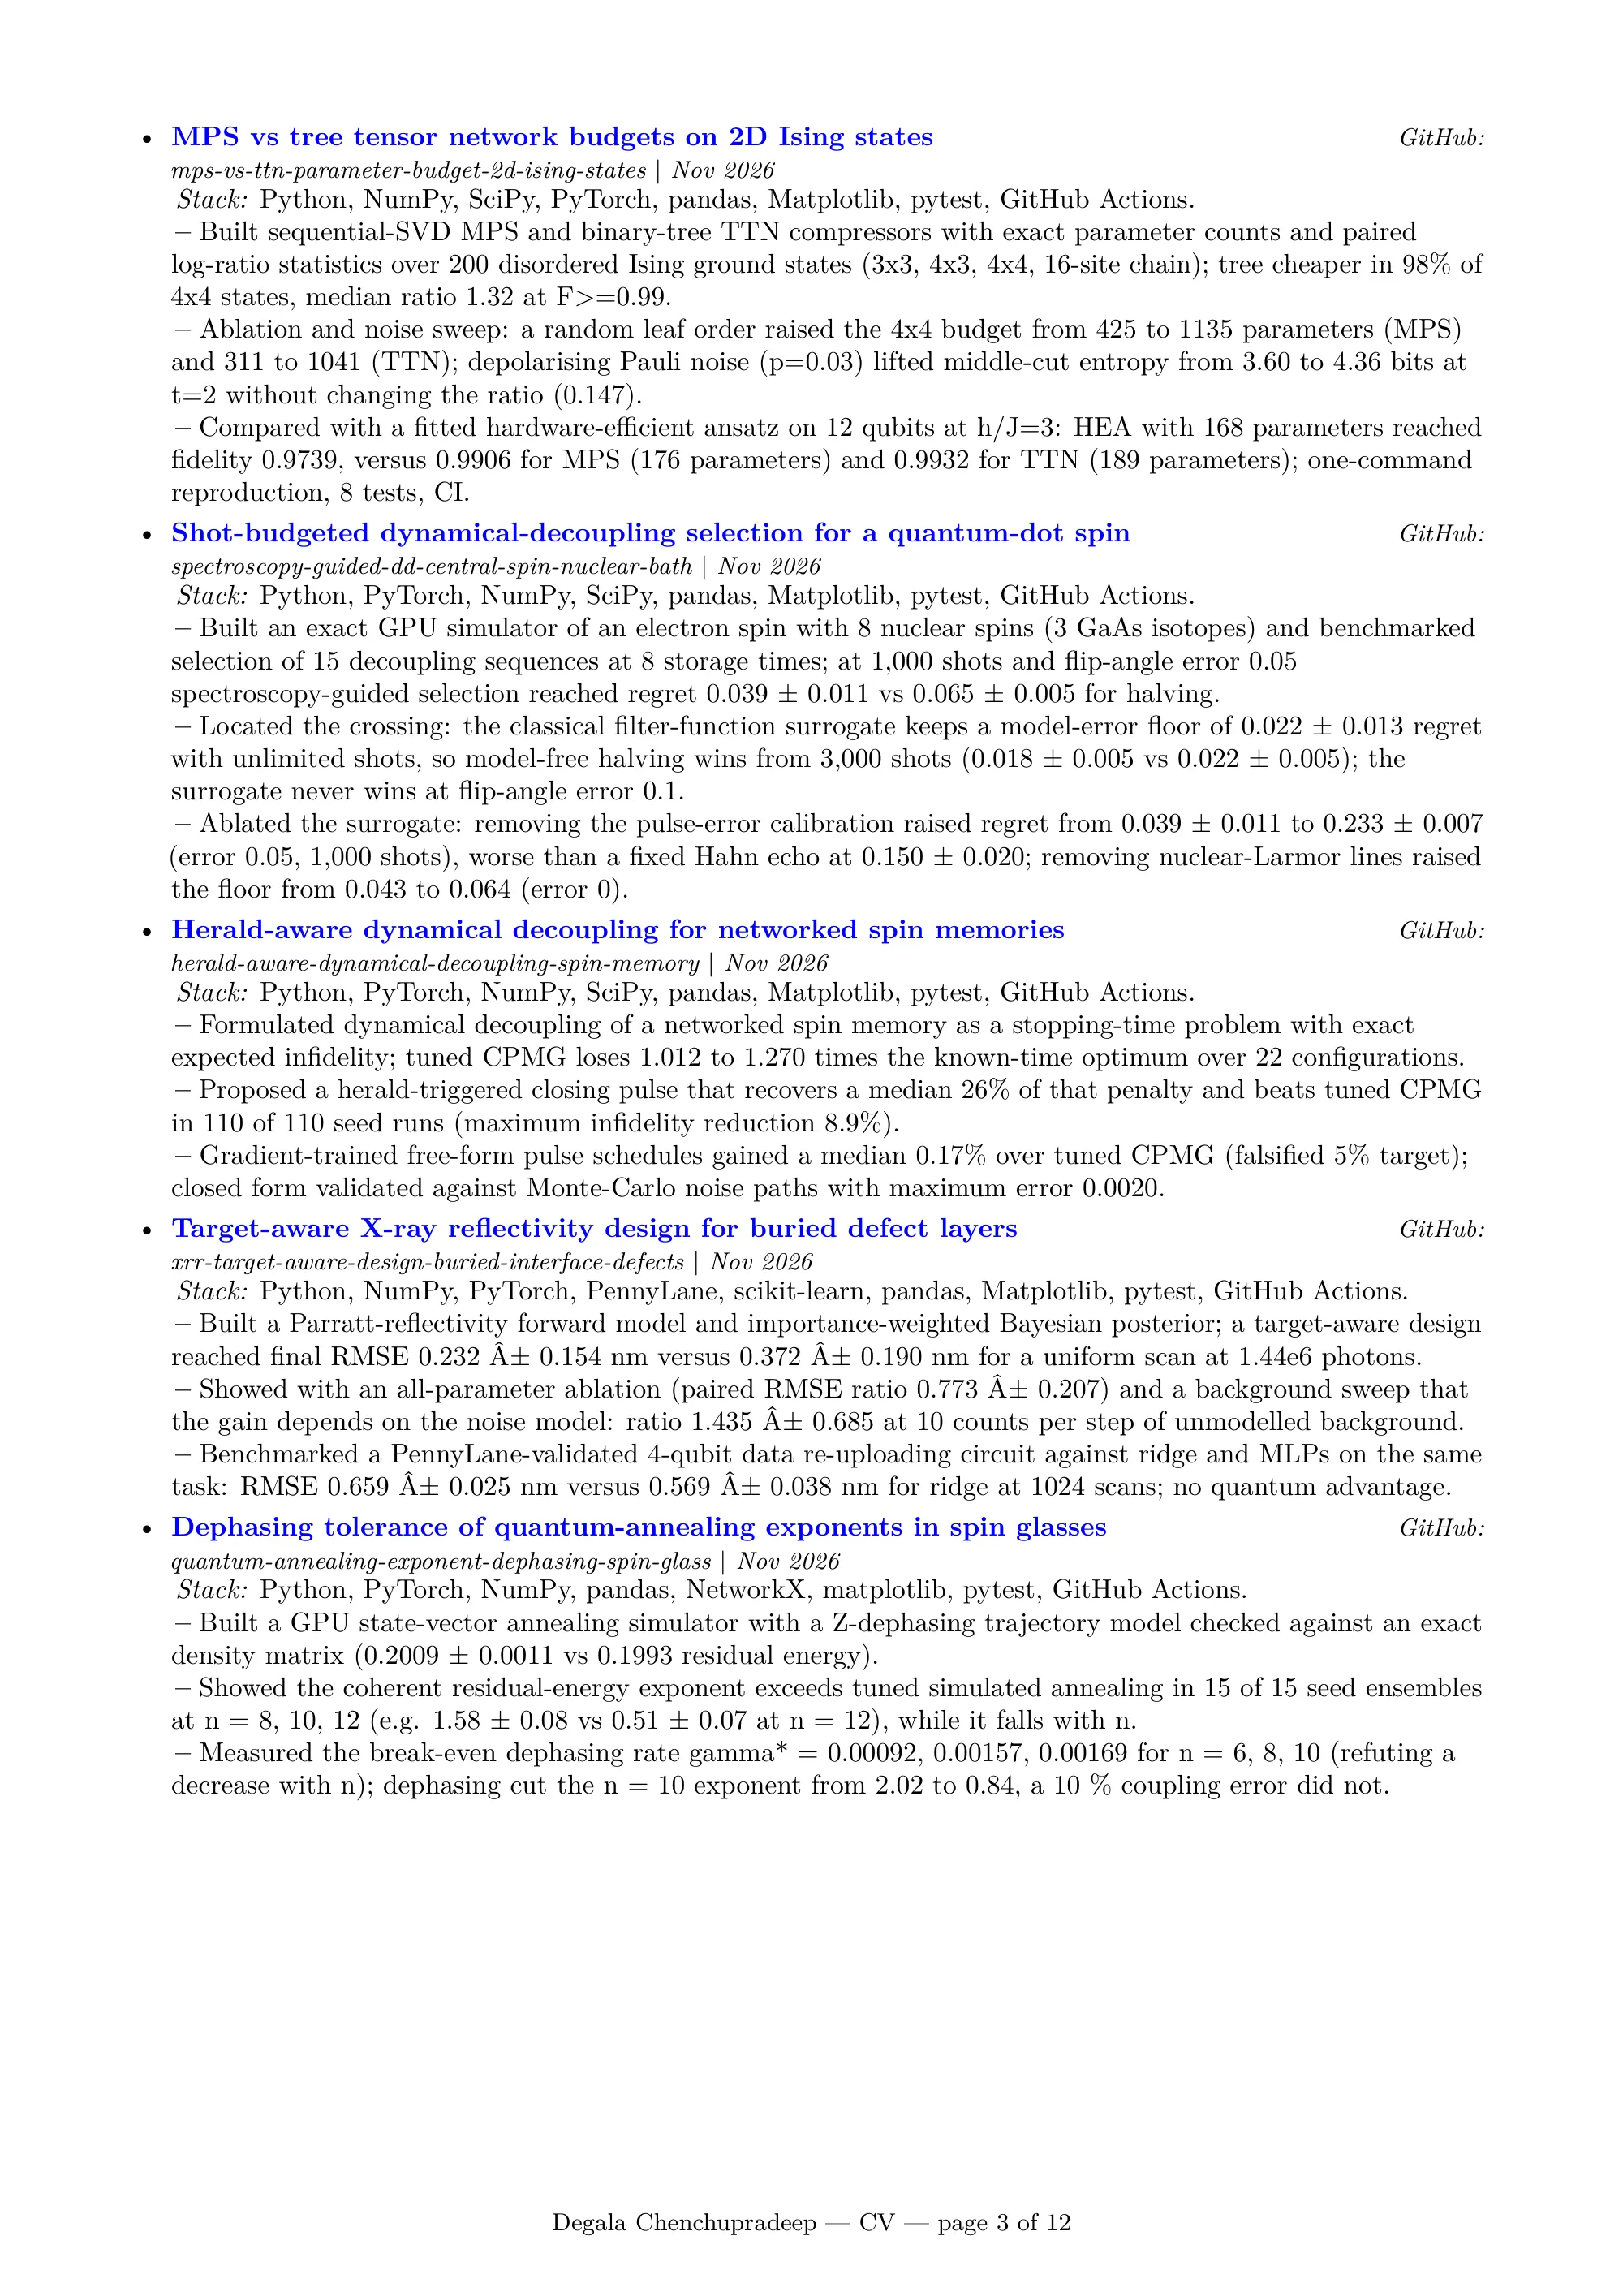 • MPS vs tree tensor network budgets on 2D Ising states GitHub:
mps-vs-ttn-parameter-budget-2d-ising-states | Nov 2026
Stack: Python, NumPy, SciPy, PyTorch, pandas, Matplotlib, pytest, GitHub Actions.
– Built sequential-SVD MPS and binary-tree TTN compressors with exact parameter counts and paired
log-ratio statistics over 200 disordered Ising ground states (3x3, 4x3, 4x4, 16-site chain); tree cheaper in 98% of
4x4 states, median ratio 1.32 at F>=0.99.
– Ablation and noise sweep: a random leaf order raised the 4x4 budget from 425 to 1135 parameters (MPS)
and 311 to 1041 (TTN); depolarising Pauli noise (p=0.03) lifted middle-cut entropy from 3.60 to 4.36 bits at
t=2 without changing the ratio (0.147).
– Compared with a fitted hardware-efficient ansatz on 12 qubits at h/J=3: HEA with 168 parameters reached
fidelity 0.9739, versus 0.9906 for MPS (176 parameters) and 0.9932 for TTN (189 parameters); one-command
reproduction, 8 tests, CI.
• Shot-budgeted dynamical-decoupling selection for a quantum-dot spin GitHub:
spectroscopy-guided-dd-central-spin-nuclear-bath | Nov 2026
Stack: Python, PyTorch, NumPy, SciPy, pandas, Matplotlib, pytest, GitHub Actions.
– Built an exact GPU simulator of an electron spin with 8 nuclear spins (3 GaAs isotopes) and benchmarked
selection of 15 decoupling sequences at 8 storage times; at 1,000 shots and flip-angle error 0.05
spectroscopy-guided selection reached regret 0.039 ± 0.011 vs 0.065 ± 0.005 for halving.
– Located the crossing: the classical filter-function surrogate keeps a model-error floor of 0.022 ± 0.013 regret
with unlimited shots, so model-free halving wins from 3,000 shots (0.018 ± 0.005 vs 0.022 ± 0.005); the
surrogate never wins at flip-angle error 0.1.
– Ablated the surrogate: removing the pulse-error calibration raised regret from 0.039 ± 0.011 to 0.233 ± 0.007
(error 0.05, 1,000 shots), worse than a fixed Hahn echo at 0.150 ± 0.020; removing nuclear-Larmor lines raised
the floor from 0.043 to 0.064 (error 0).
• Herald-aware dynamical decoupling for networked spin memories GitHub:
herald-aware-dynamical-decoupling-spin-memory | Nov 2026
Stack: Python, PyTorch, NumPy, SciPy, pandas, Matplotlib, pytest, GitHub Actions.
– Formulated dynamical decoupling of a networked spin memory as a stopping-time problem with exact
expected infidelity; tuned CPMG loses 1.012 to 1.270 times the known-time optimum over 22 configurations.
– Proposed a herald-triggered closing pulse that recovers a median 26% of that penalty and beats tuned CPMG
in 110 of 110 seed runs (maximum infidelity reduction 8.9%).
– Gradient-trained free-form pulse schedules gained a median 0.17% over tuned CPMG (falsified 5% target);
closed form validated against Monte-Carlo noise paths with maximum error 0.0020.
• Target-aware X-ray reflectivity design for buried defect layers GitHub:
xrr-target-aware-design-buried-interface-defects | Nov 2026
Stack: Python, NumPy, PyTorch, PennyLane, scikit-learn, pandas, Matplotlib, pytest, GitHub Actions.
– Built a Parratt-reflectivity forward model and importance-weighted Bayesian posterior; a target-aware design
reached final RMSE 0.232 Â± 0.154 nm versus 0.372 Â± 0.190 nm for a uniform scan at 1.44e6 photons.
– Showed with an all-parameter ablation (paired RMSE ratio 0.773 Â± 0.207) and a background sweep that
the gain depends on the noise model: ratio 1.435 Â± 0.685 at 10 counts per step of unmodelled background.
– Benchmarked a PennyLane-validated 4-qubit data re-uploading circuit against ridge and MLPs on the same
task: RMSE 0.659 Â± 0.025 nm versus 0.569 Â± 0.038 nm for ridge at 1024 scans; no quantum advantage.
• Dephasing tolerance of quantum-annealing exponents in spin glasses GitHub:
quantum-annealing-exponent-dephasing-spin-glass | Nov 2026
Stack: Python, PyTorch, NumPy, pandas, NetworkX, matplotlib, pytest, GitHub Actions.
– Built a GPU state-vector annealing simulator with a Z-dephasing trajectory model checked against an exact
density matrix (0.2009 ± 0.0011 vs 0.1993 residual energy).
– Showed the coherent residual-energy exponent exceeds tuned simulated annealing in 15 of 15 seed ensembles
at n = 8, 10, 12 (e.g. 1.58 ± 0.08 vs 0.51 ± 0.07 at n = 12), while it falls with n.
– Measured the break-even dephasing rate gamma* = 0.00092, 0.00157, 0.00169 for n = 6, 8, 10 (refuting a
decrease with n); dephasing cut the n = 10 exponent from 2.02 to 0.84, a 10 % coupling error did not.
Degala Chenchupradeep — CV — page 3 of 12